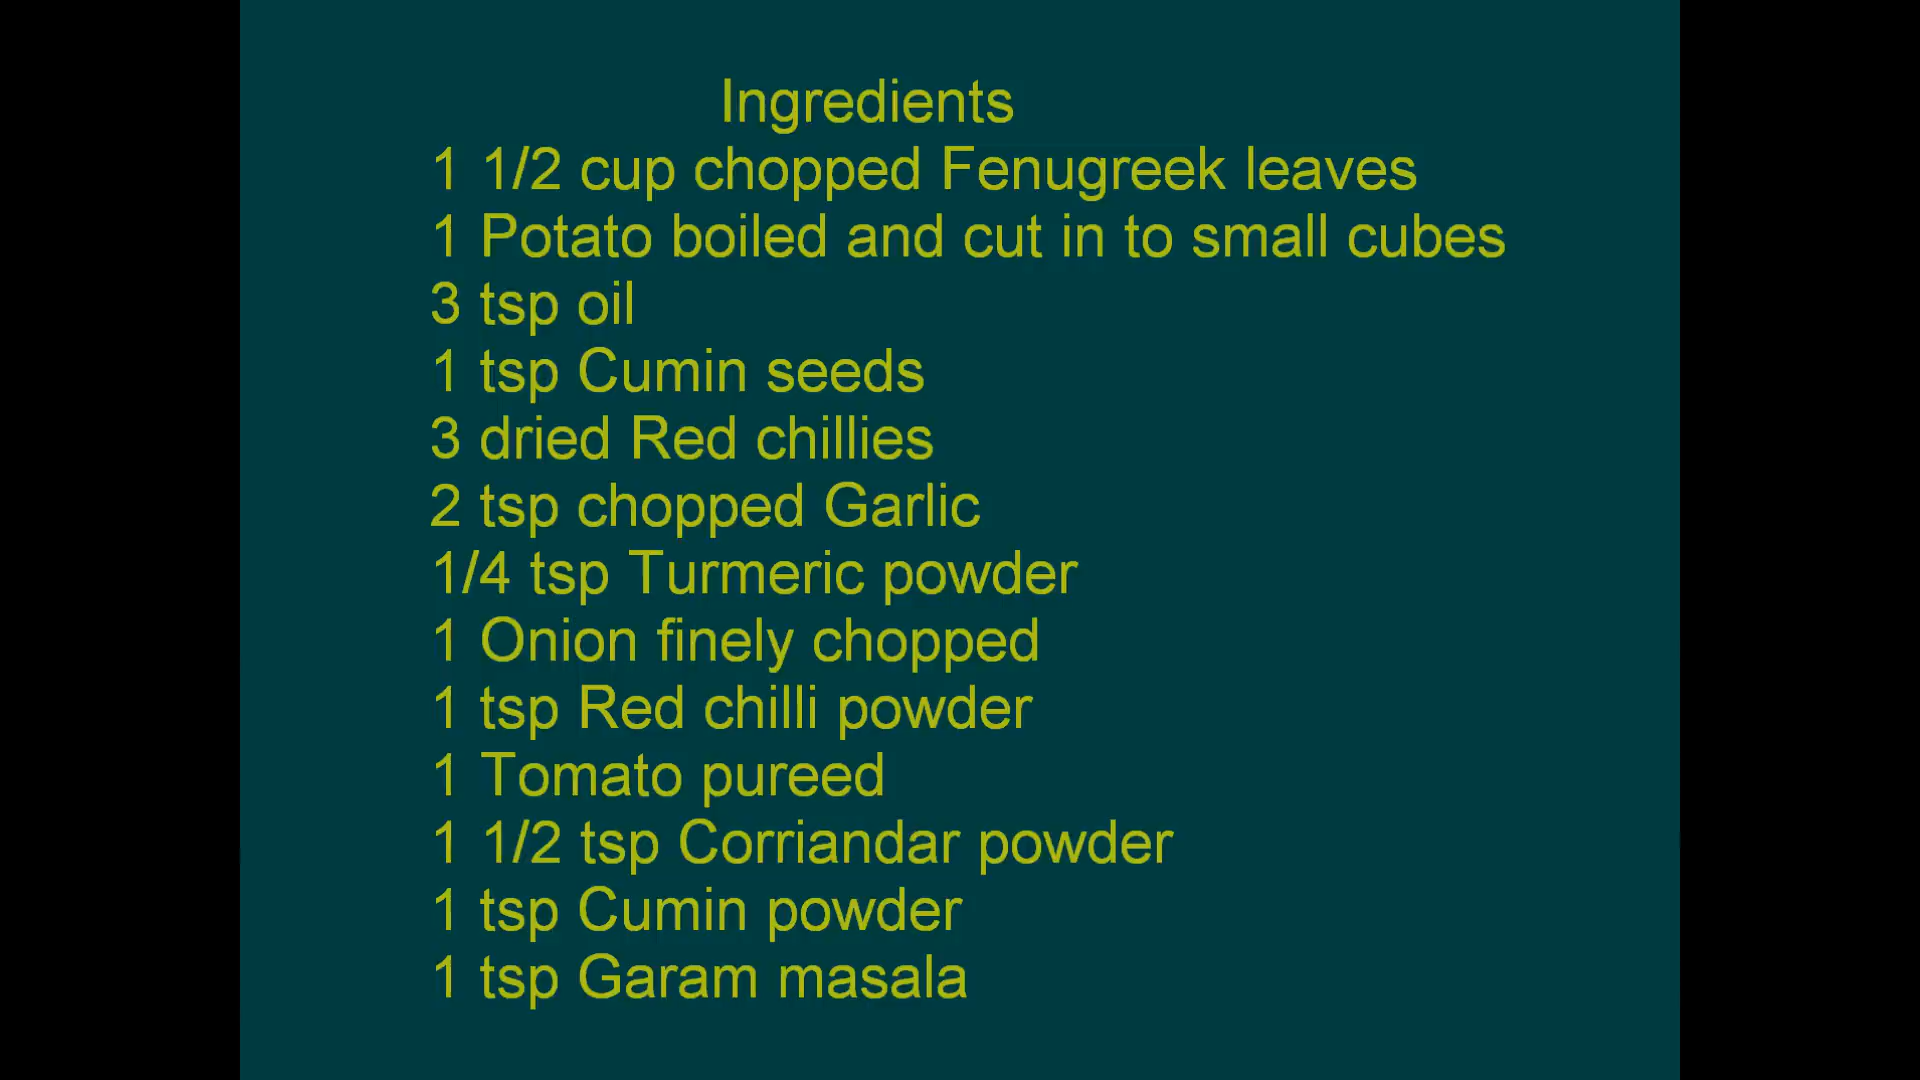 Ingredients
1 1/2 cup chopped Fenugreek leaves
1 Potato boiled and cut in to small cubes
3 tsp oil
1 tsp Cumin seeds
3 dried Red chillies
2 tsp chopped Garlic
1/4 tsp Turmeric powder
1 Onion finely chopped
1 tsp Red chilli powder
1 Tomato pureed
1 1/2 tsp Corriandar powder
1 tsp Cumin powder
1 tsp Garam masala